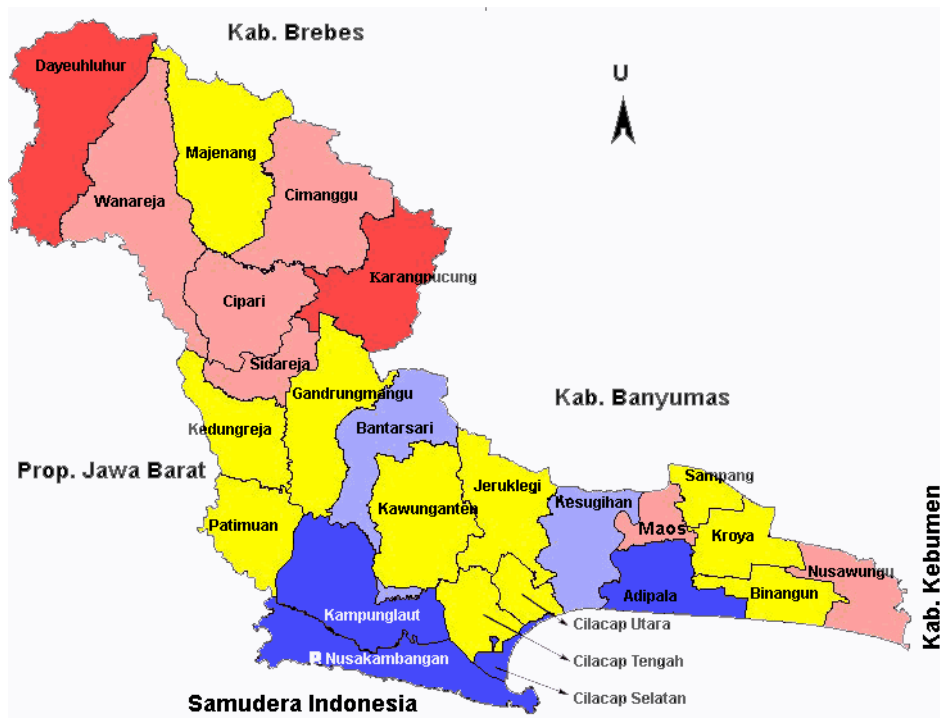 Kab. Brebes
Dayeuhluhur
U
Majenang
Wanareja
Cimanggu
Karangpucung
Cipari
Sidareja
Gandrungmangu
Kab. Banyumas
Kedungreja
Bantarsari
Prop. Jawa Barat
Jeruklegi
Sampang
Kesugihan
Kawunganten
Patimuan
Maos
Kroya
Kab. Kebumen
Nusawungu
Adipala
Binangun
Kampunglaut
Cilacap Utara
P Nusakambangan
Cilacap Tengah
Cilacap Selatan
Samudera Indonesia